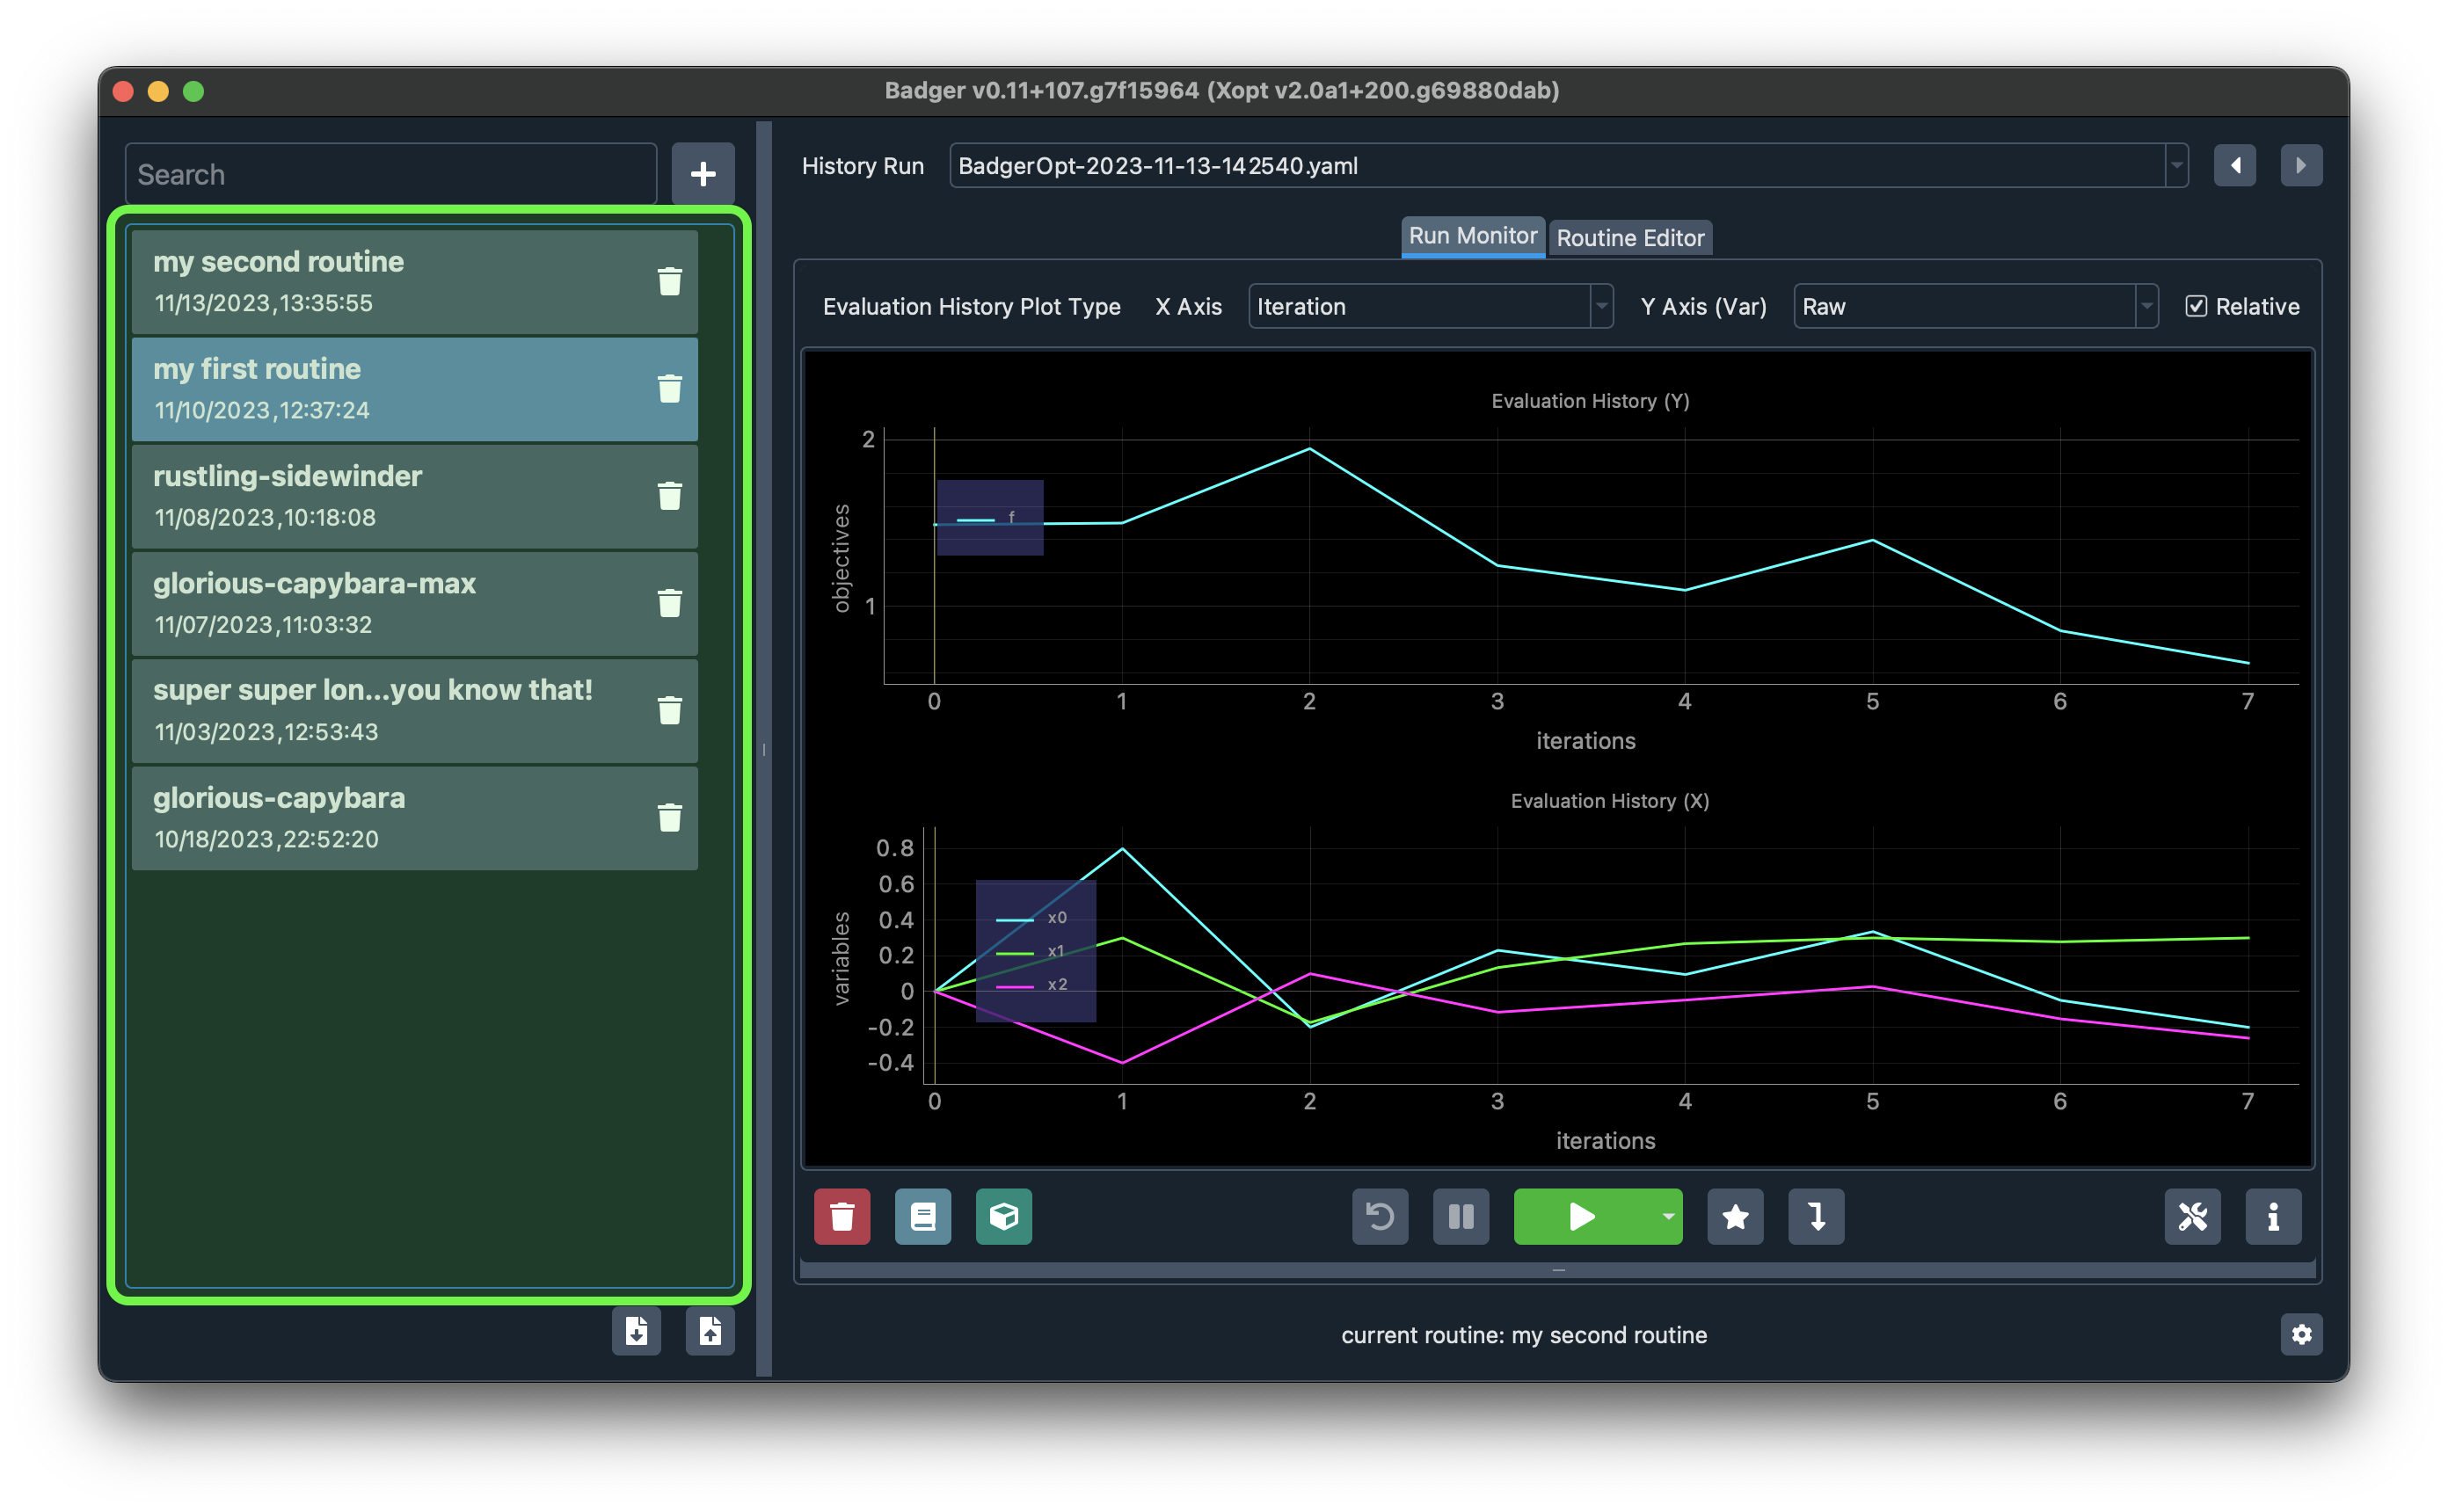 Badger v0.11+107.g7f15964 (Xopt v2.0a1+200.g69880dab)
Search
my second routine
11/13/2023,13:35:55
my first routine
11/10/2023,12:37:24
rustling-sidewinder
11/08/2023,10:18:08
glorious-capybara-max
11/07/2023,11:03:32
super super lon...you know that!
11/03/2023,12:53:43
glorious-capybara
10/18/2023,22:52:20
History Run BadgerOpt-2023-11-13-142540.yaml
Run Monitor Routine Editor
Evaluation History Plot Type X Axis Iteration Y Axis (Var) Raw Relative
Evaluation History (Y)
objectives
2
1
f
0 1 2 3 4 5 6 7
iterations
Evaluation History (X)
variables
0.8
0.6
0.4
0.2
0
-0.2
-0.4
x0
x1
x2
0 1 2 3 4 5 6 7
iterations
current routine: my second routine